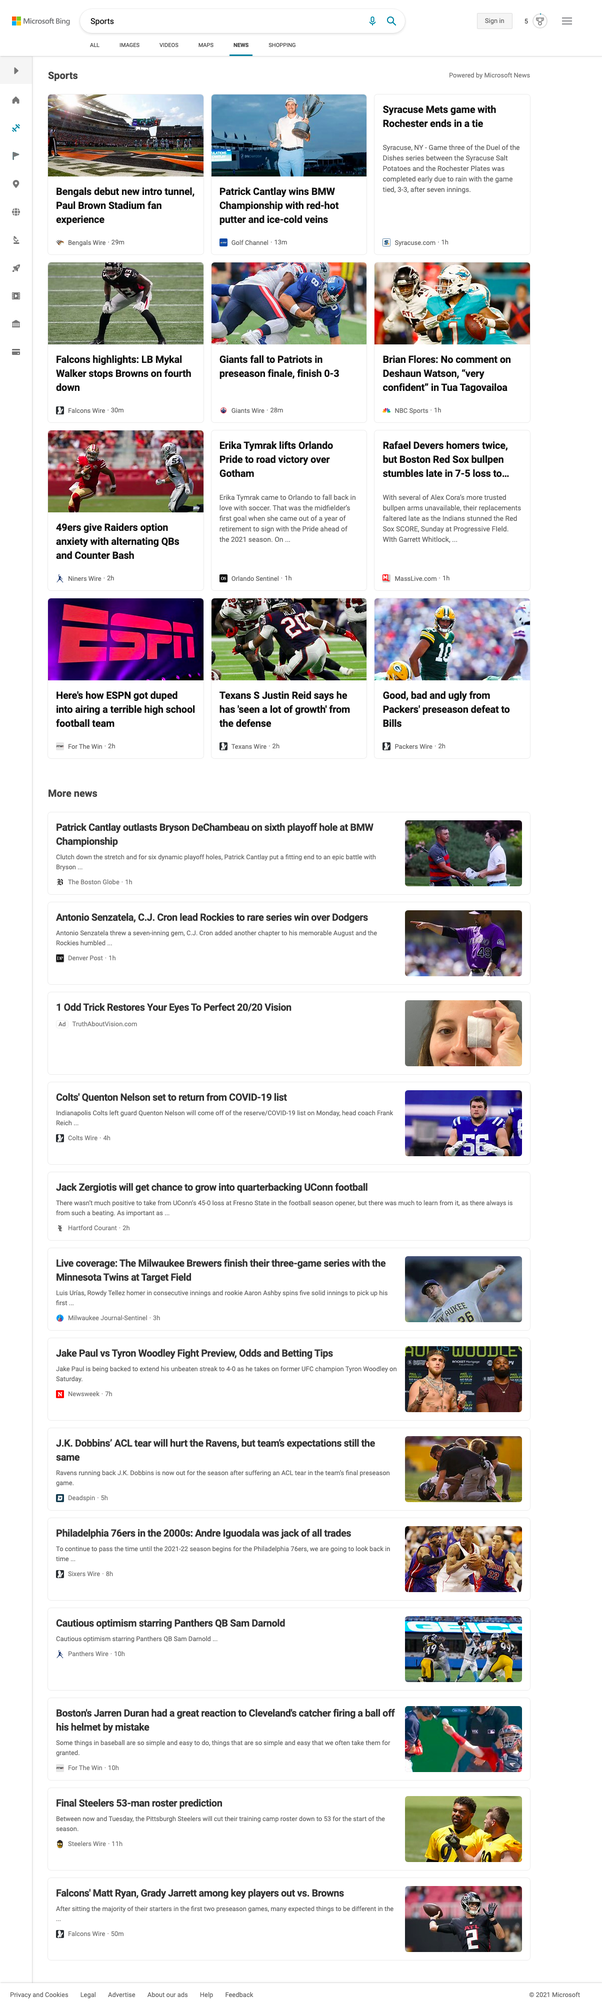 Microsoft Bing
Sports
Sign in
5
ALL IMAGES VIDEOS MAPS NEWS SHOPPING
Sports
Powered by Microsoft News
Bengals debut new intro tunnel,
Paul Brown Stadium fan
experience
Bengals Wire · 29m
Patrick Cantlay wins BMW
Championship with red-hot
putter and ice-cold veins
Golf Channel · 13m
Syracuse Mets game with
Rochester ends in a tie
Syracuse, NY - Game three of the Duel of the
Dishes series between the Syracuse Salt
Potatoes and the Rochester Plates was
completed early due to rain with the game
tied, 3-3, after seven innings.
Syracuse.com · 1h
Falcons highlights: LB Mykal
Walker stops Browns on fourth
down
Falcons Wire · 30m
Giants fall to Patriots in
preseason finale, finish 0-3
Giants Wire · 28m
Brian Flores: No comment on
Deshaun Watson, "very
confident" in Tua Tagovailoa
NBC Sports · 1h
49ers give Raiders option
anxiety with alternating QBs
and Counter Bash
Niners Wire · 2h
Erika Tymrak lifts Orlando
Pride to road victory over
Gotham
Erika Tymrak came to Orlando to fall back in
love with soccer. That was the midfielder's
first goal when she came out of a year of
retirement to sign with the Pride ahead of
the 2021 season. On ...
Orlando Sentinel · 1h
Rafael Devers homers twice,
but Boston Red Sox bullpen
stumbles late in 7-5 loss to...
With several of Alex Cora's more trusted
bullpen arms unavailable, their replacements
faltered late as the Indians stunned the Red
Sox SCORE, Sunday at Progressive Field.
With Garrett Whitlock, ...
MassLive.com · 1h
ESPN
Here's how ESPN got duped
into airing a terrible high school
football team
For The Win · 2h
20
Texans S Justin Reid says he
has 'seen a lot of growth' from
the defense
Texans Wire · 2h
10
Good, bad and ugly from
Packers' preseason defeat to
Bills
Packers Wire · 2h
More news
Patrick Cantlay outlasts Bryson DeChambeau on sixth playoff hole at BMW
Championship
Clutch down the stretch and for six dynamic playoff holes, Patrick Cantlay put a fitting end to an epic battle with
Bryson ...
The Boston Globe · 1h
Antonio Senzatela, C.J. Cron lead Rockies to rare series win over Dodgers
Antonio Senzatela threw a seven-inning gem, C.J. Cron added another chapter to his memorable August and the
Rockies humbled ...
Denver Post · 1h
49
1 Odd Trick Restores Your Eyes To Perfect 20/20 Vision
Ad TruthAboutVision.com
Colts' Quenton Nelson set to return from COVID-19 list
Indianapolis Colts left guard Quenton Nelson will come off of the reserve/COVID-19 list on Monday, head coach Frank
Reich ...
Colts Wire · 4h
56
Jack Zergiotis will get chance to grow into quarterbacking UConn football
There wasn't much positive to take from UConn's 45-0 loss at Fresno State in the football season opener, but there was much to learn from it, as there always is
from such a beating. As important as ...
Hartford Courant · 2h
Live coverage: The Milwaukee Brewers finish their three-game series with the
Minnesota Twins at Target Field
Luis Urías, Rowdy Tellez homer in consecutive innings and rookie Aaron Ashby spins five solid innings to pick up his
first ...
Milwaukee Journal-Sentinel · 3h
Jake Paul vs Tyron Woodley Fight Preview, Odds and Betting Tips
Jake Paul is being backed to extend his unbeaten streak to 4-0 as he takes on former UFC champion Tyron Woodley on
Saturday.
Newsweek · 7h
J.K. Dobbins' ACL tear will hurt the Ravens, but team's expectations still the
same
Ravens running back J.K. Dobbins is now out for the season after suffering an ACL tear in the team's final preseason
game.
Deadspin · 5h
Philadelphia 76ers in the 2000s: Andre Iguodala was jack of all trades
To continue to pass the time until the 2021-22 season begins for the Philadelphia 76ers, we are going to look back in
time ...
Sixers Wire · 8h
Cautious optimism starring Panthers QB Sam Darnold
Cautious optimism starring Panthers QB Sam Darnold ...
Panthers Wire · 10h
Boston's Jarren Duran had a great reaction to Cleveland's catcher firing a ball off
his helmet by mistake
Some things in baseball are so simple and easy to do, things that are so simple and easy that we often take them for
granted.
For The Win · 10h
Final Steelers 53-man roster prediction
Between now and Tuesday, the Pittsburgh Steelers will cut their training camp roster down to 53 for the start of the
season.
Steelers Wire · 11h
Falcons' Matt Ryan, Grady Jarrett among key players out vs. Browns
After sitting the majority of their starters in the first two preseason games, many expected things to be different in the
...
Falcons Wire · 50m
2
Privacy and Cookies Legal Advertise About our ads Help Feedback
© 2021 Microsoft